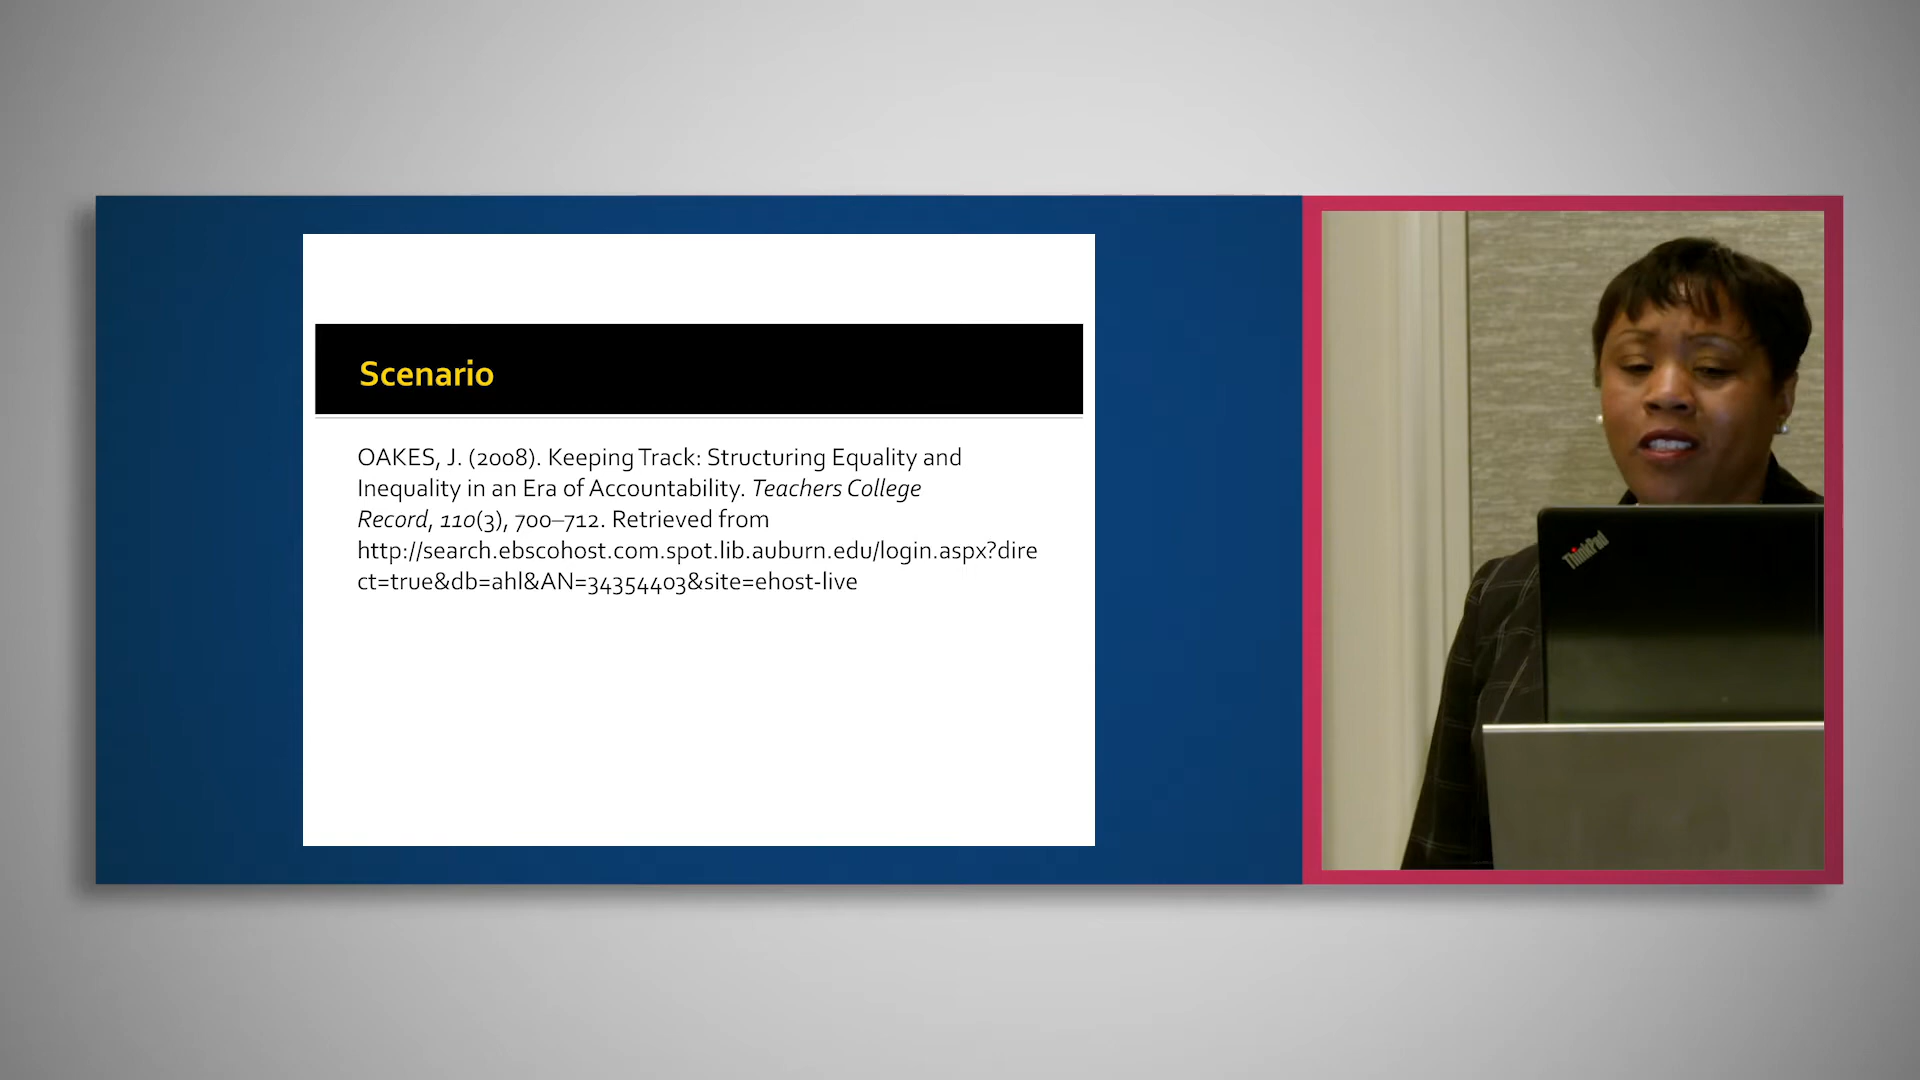 Scenario
OAKES, J. (2008). Keeping Track: Structuring Equality and
Inequality in an Era of Accountability. Teachers College
Record, 110(3), 700–712. Retrieved from
http://search.ebscohost.com.spot.lib.auburn.edu/login.aspx?dire
ct=true&db=ahl&AN=34354403&site=ehost-live
ThinkPad